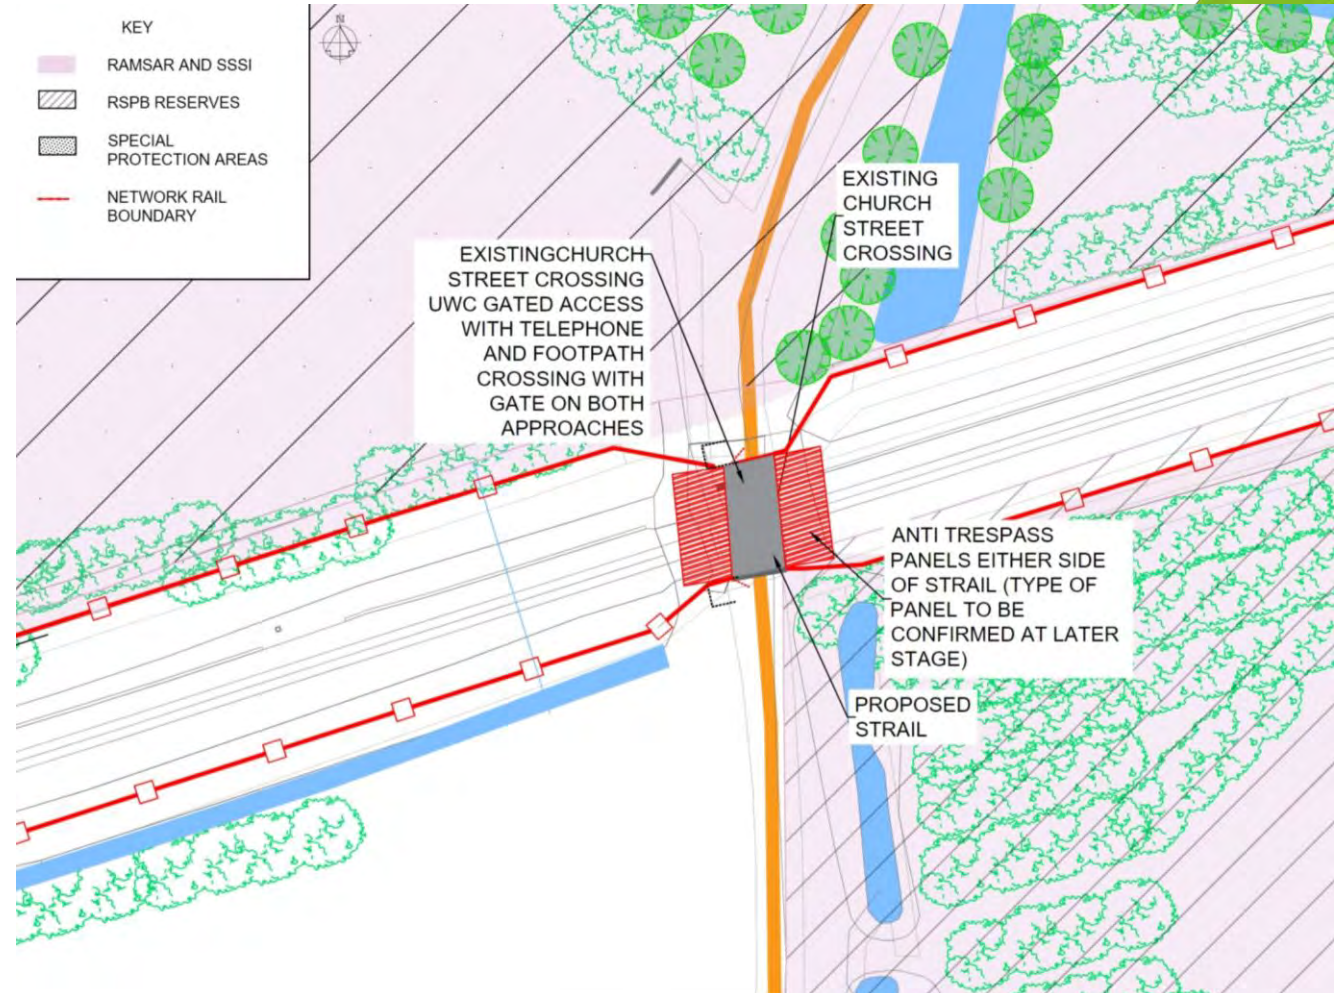 KEY
RAMSAR AND SSSI
RSPB RESERVES
SPECIAL
PROTECTION AREAS
NETWORK RAIL
BOUNDARY
N
EXISTING
CHURCH
STREET
CROSSING
EXISTINGCHURCH
STREET CROSSING
UWC GATED ACCESS
WITH TELEPHONE
AND FOOTPATH
CROSSING WITH
GATE ON BOTH
APPROACHES
ANTI TRESPASS
PANELS EITHER SIDE
OF STRAIL (TYPE OF
PANEL TO BE
CONFIRMED AT LATER
STAGE)
PROPOSED
STRAIL